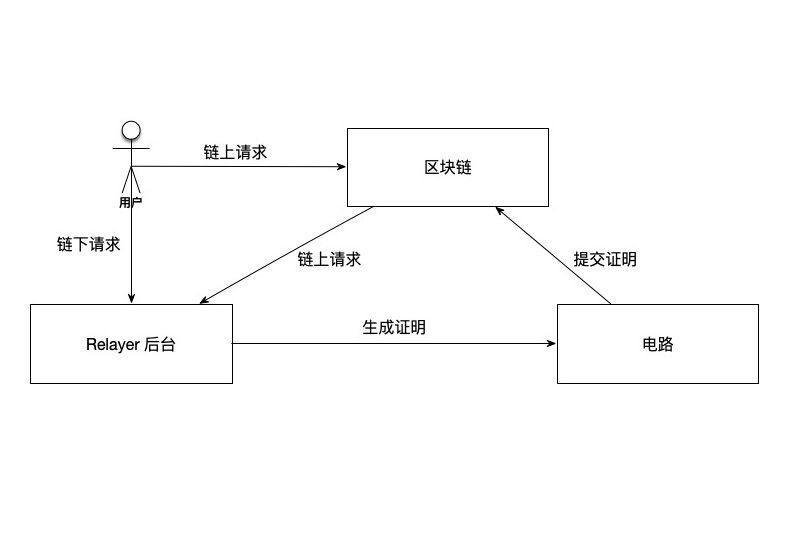 链上请求
区块链
用户
链下请求
链上请求
提交证明
生成证明
Relayer 后台
电路